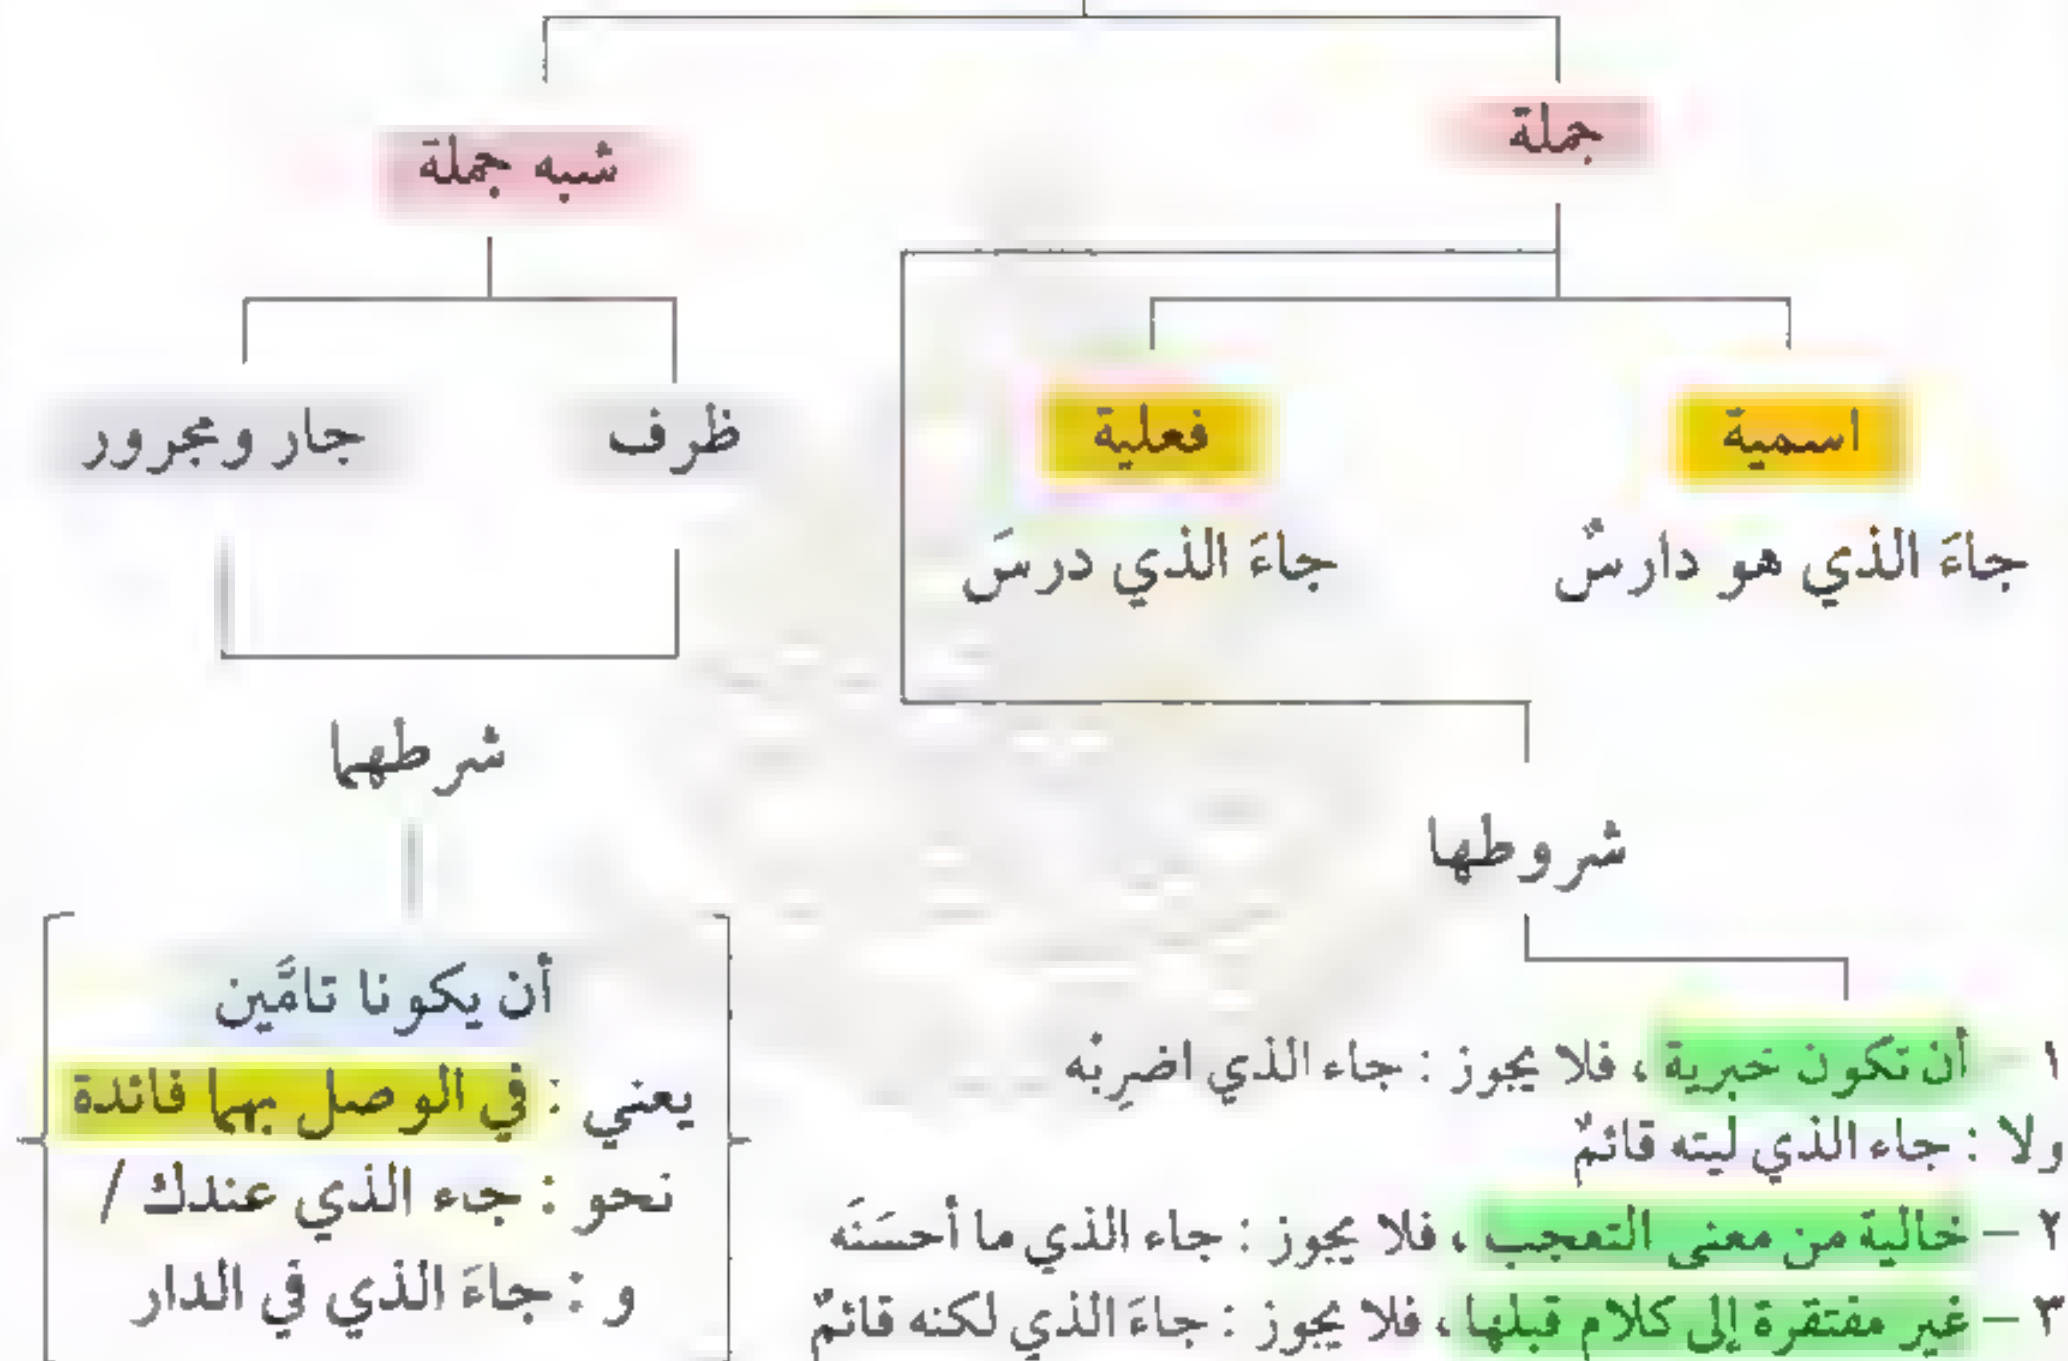 جملة
شبه جملة
اسمية
فعلية
ظرف
جار ومجرور
جاءَ الذي هو دارسٌ
جاءَ الذي درسَ
شروطها
شرطهما
١ – أن تكون خبرية ، فلا يجوز : جاء الذي اضرِبْه
ولا : جاء الذي ليته قائمٌ
٢ – خالية من معنى التعجب ، فلا يجوز : جاء الذي ما أحسَنَه
٣ – غير مفتقرة إلى كلام قبلها ، فلا يجوز : جاءَ الذي لكنه قائمٌ
أن يكونا تامَّين
يعني : في الوصل بهما فائدة
نحو : جاء الذي عندك /
و : جاءَ الذي في الدار